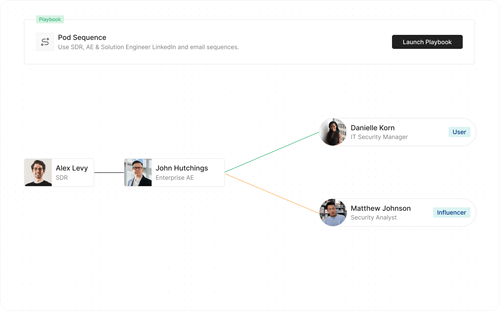 Playbook
Pod Sequence
Use SDR, AE & Solution Engineer LinkedIn and email sequences.
Launch Playbook
Danielle Korn
IT Security Manager
User
Alex Levy
SDR
John Hutchings
Enterprise AE
Matthew Johnson
Security Analyst
Influencer